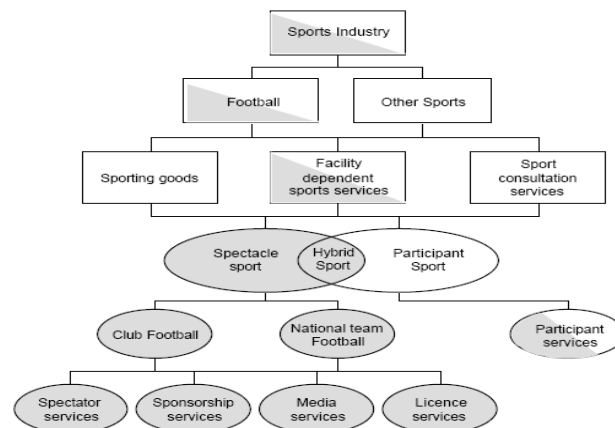 Sports Industry
Football
Other Sports
Sporting goods
Facility
dependent
sports services
Sport
consultation
services
Spectacle
sport
Hybrid
Sport
Participant
Sport
Club Football
National team
Football
Participant
services
Spectator
services
Sponsorship
services
Media
services
Licence
services